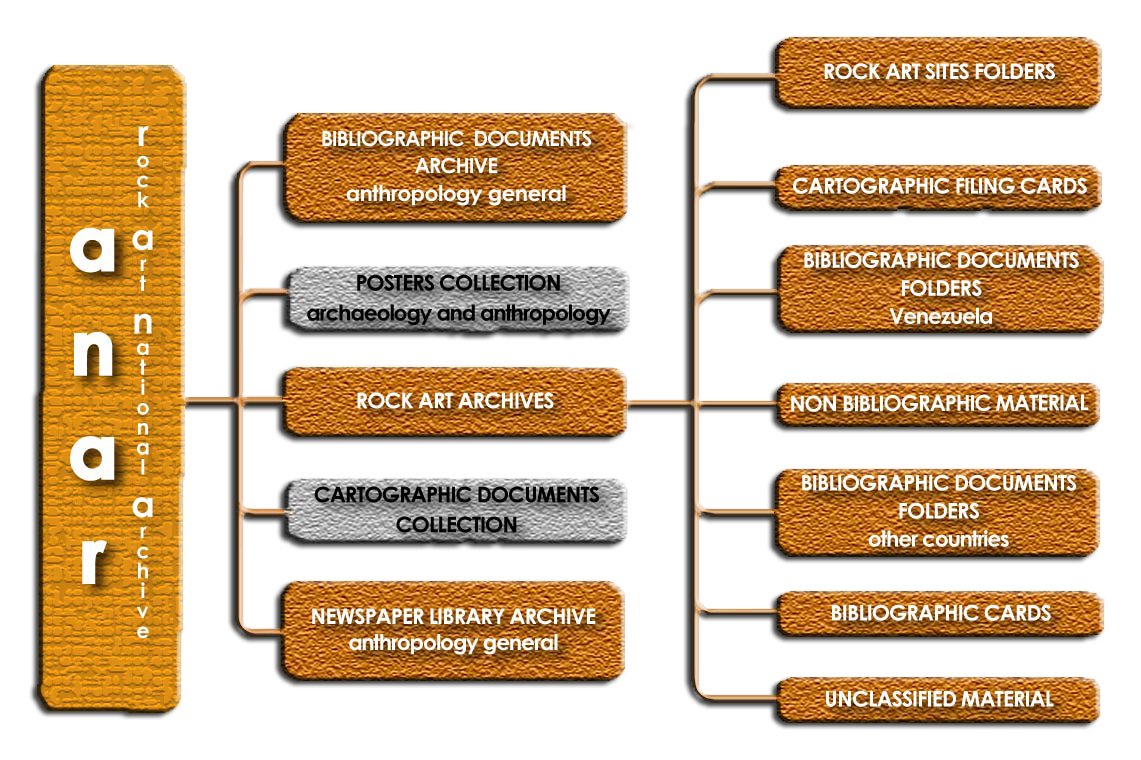 anar
rock art national archive
BIBLIOGRAPHIC DOCUMENTS
ARCHIVE
anthropology general
POSTERS COLLECTION
archaeology and anthropology
ROCK ART ARCHIVES
CARTOGRAPHIC DOCUMENTS
COLLECTION
NEWSPAPER LIBRARY ARCHIVE
anthropology general
ROCK ART SITES FOLDERS
CARTOGRAPHIC FILING CARDS
BIBLIOGRAPHIC DOCUMENTS
FOLDERS
Venezuela
NON BIBLIOGRAPHIC MATERIAL
BIBLIOGRAPHIC DOCUMENTS
FOLDERS
other countries
BIBLIOGRAPHIC CARDS
UNCLASSIFIED MATERIAL